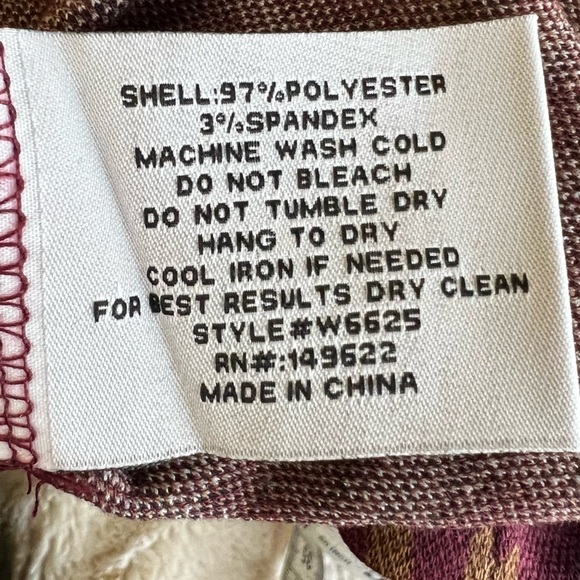 SHELL:97%POLYESTER
3%SPANDEX
MACHINE WASH COLD
DO NOT BLEACH
DO NOT TUMBLE DRY
HANG TO DRY
COOL IRON IF NEEDED
FOR BEST RESULTS DRY CLEAN
STYLE#W6625
RN#:149622
MADE IN CHINA